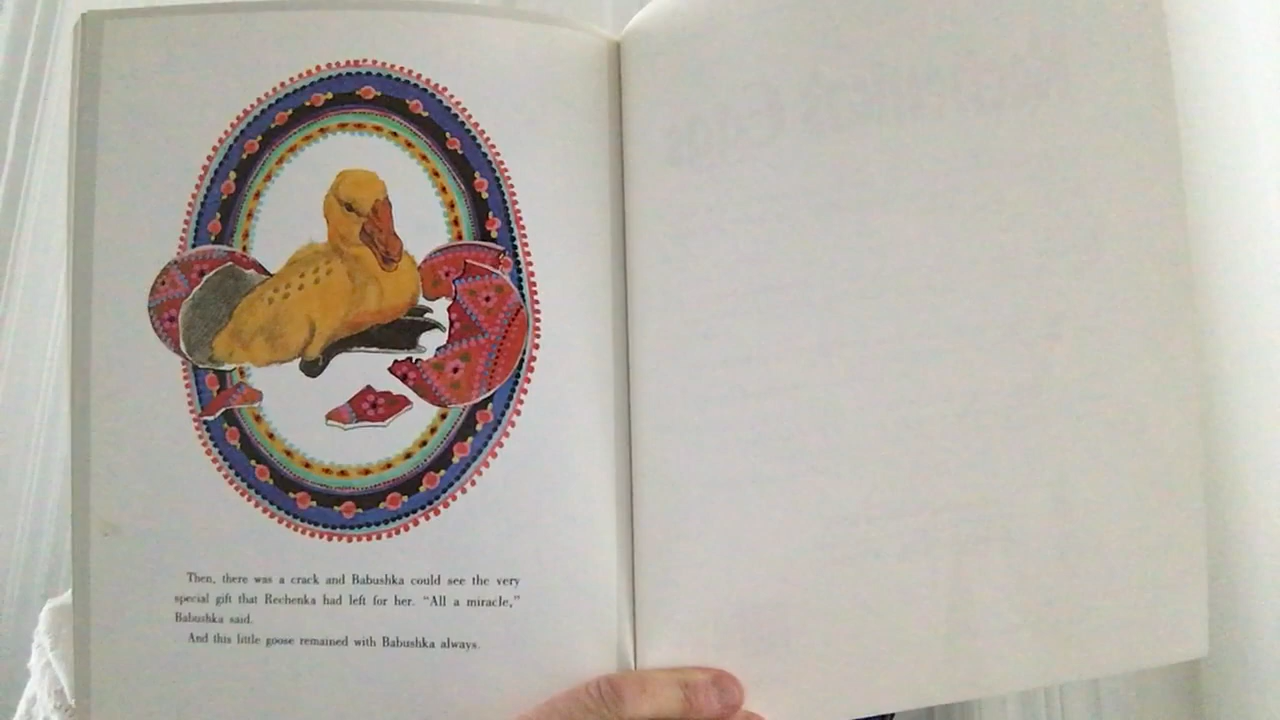 Then, there was a crack and Babushka could see the very
special gift that Rechenka had left for her. “All a miracle,”
Babushka said.
And this little goose remained with Babushka always.